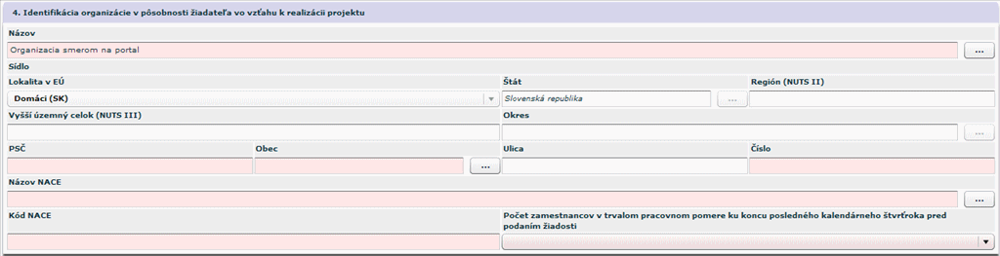 4. Identifikácia organizácie v pôsobnosti žiadateľa vo vzťahu k realizácii projektu
Názov
Organizacia smerom na portal
...
Sídlo
Lokalita v EÚ
Štát
Región (NUTS II)
Domáci (SK)
Slovenská republika
...
Vyšší územný celok (NUTS III)
Okres
...
PSČ
Obec
Ulica
Číslo
...
Názov NACE
...
Kód NACE
Počet zamestnancov v trvalom pracovnom pomere ku koncu posledného kalendárneho štvrťroka pred
podaním žiadosti